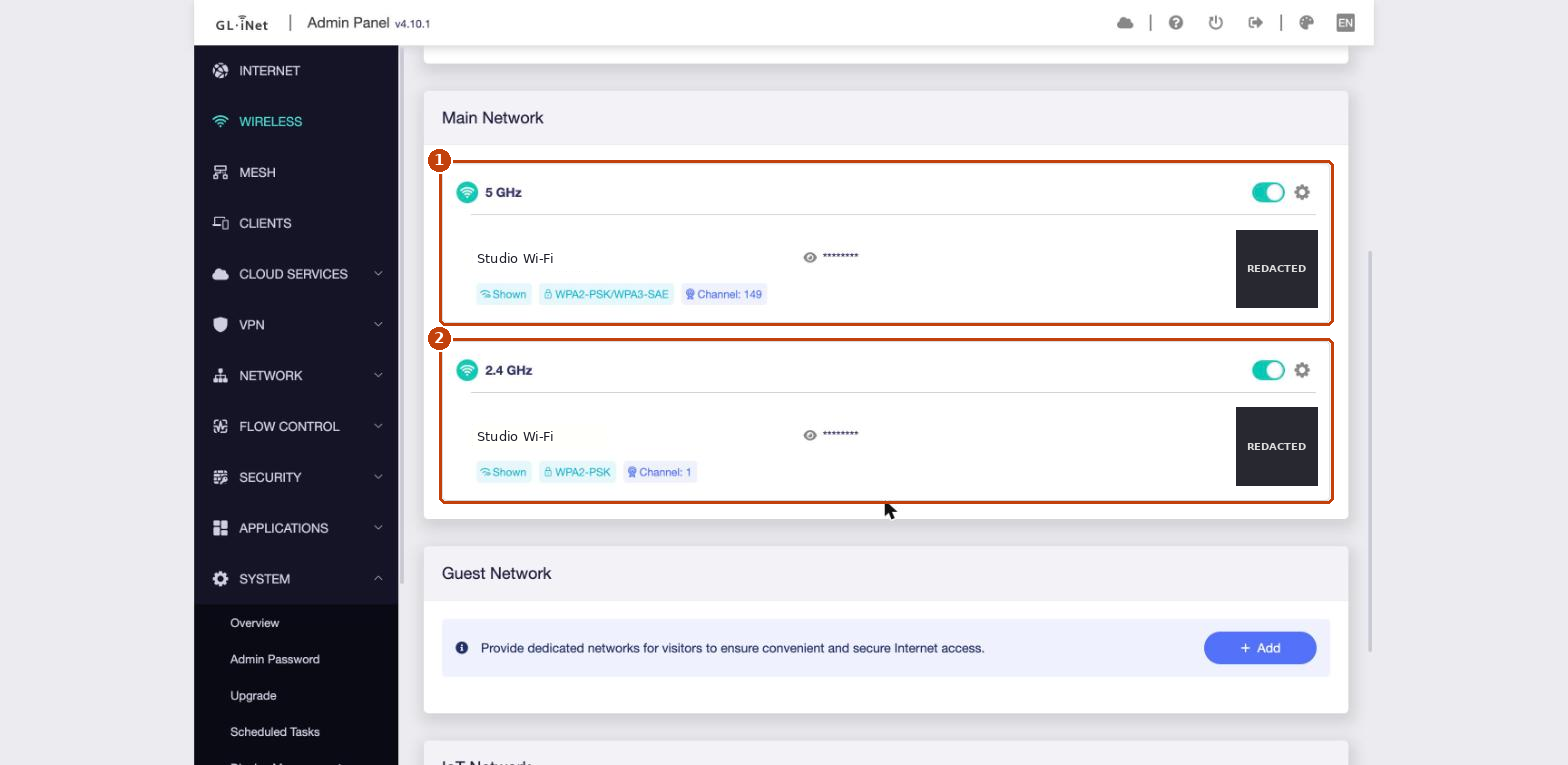 GL·iNet | Admin Panel v4.10.1
EN
INTERNET
WIRELESS
MESH
CLIENTS
CLOUD SERVICES
VPN
NETWORK
FLOW CONTROL
SECURITY
APPLICATIONS
SYSTEM
Overview
Admin Password
Upgrade
Scheduled Tasks
Main Network
1
5 GHz
Studio Wi-Fi ********
Shown WPA2-PSK/WPA3-SAE Channel: 149
REDACTED
2
2.4 GHz
Studio Wi-Fi ********
Shown WPA2-PSK Channel: 1
REDACTED
Guest Network
Provide dedicated networks for visitors to ensure convenient and secure Internet access.
+ Add
IoT Network